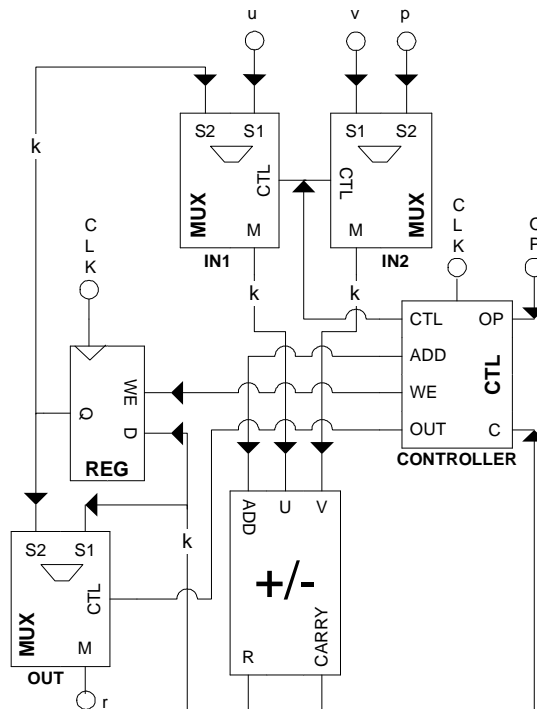 u
v
p
S2
S1
S1
S2
k
CTL
CTL
MUX
MUX
M
M
IN1
IN2
C
L
K
C
L
K
O
P
k
k
CTL
OP
ADD
CTL
WE
WE
Q
D
OUT
C
REG
CONTROLLER
ADD
U
V
S2
S1
k
+/-
MUX
CTL
M
R
CARRY
OUT
r